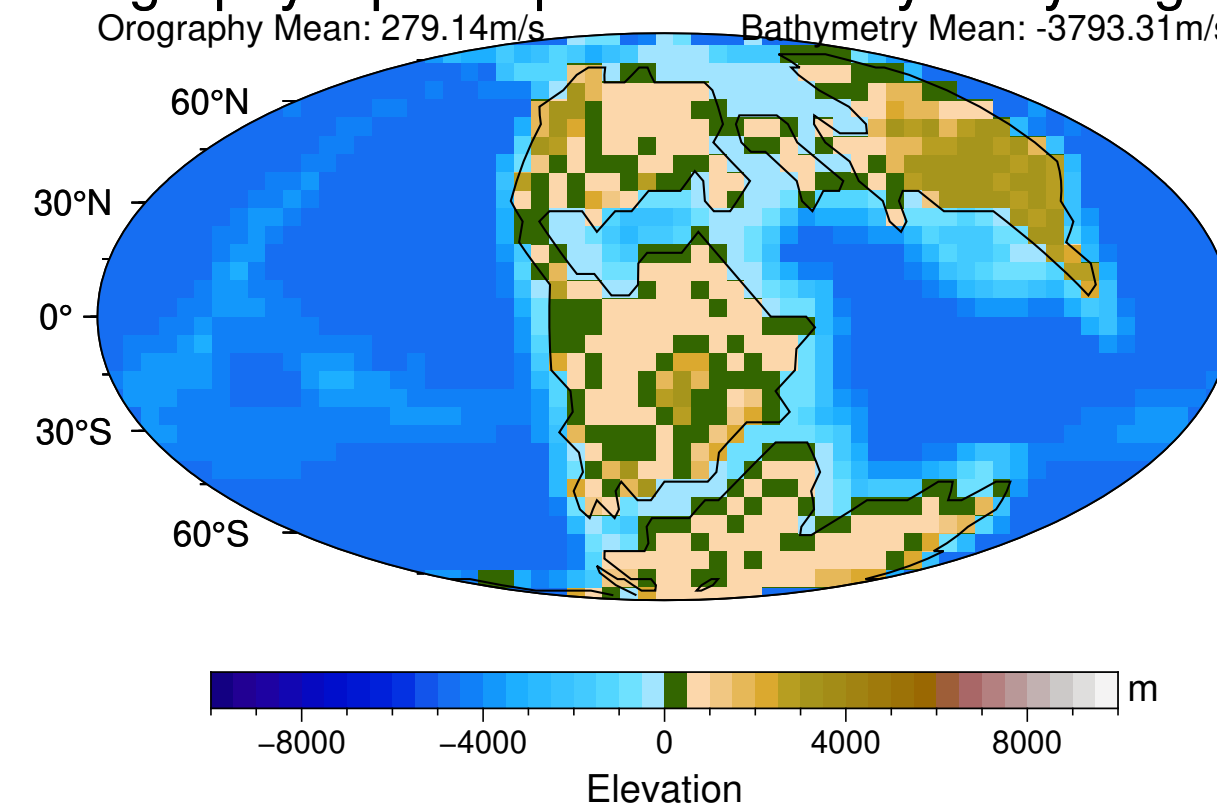 Orography Mean: 279.14m/s Bathymetry Mean: -3793.31m/s
60°N
30°N
0°
30°S
60°S
m
−8000 −4000 0 4000 8000
Elevation